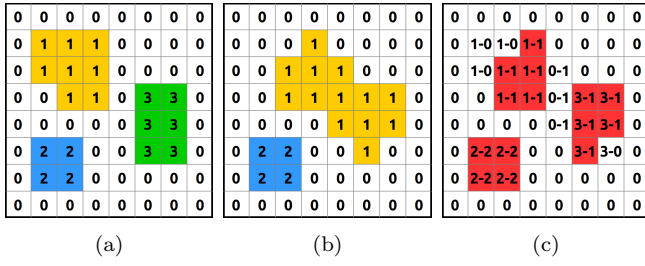 0 0 0 0 0 0 0 0
0 1 1 1 0 0 0 0
0 1 1 1 0 0 0 0
0 0 1 1 0 3 3 0
0 0 0 0 0 3 3 0
0 2 2 0 0 3 3 0
0 2 2 0 0 0 0 0
0 0 0 0 0 0 0 0
(a)
0 0 0 0 0 0 0 0
0 0 0 1 0 0 0 0
0 0 1 1 1 0 0 0
0 0 1 1 1 1 1 0
0 0 0 0 1 1 1 0
0 2 2 0 0 1 0 0
0 2 2 0 0 0 0 0
0 0 0 0 0 0 0 0
(b)
0 0 0 0 0 0 0 0
0 1-0 1-0 1-1 0 0 0 0
0 1-0 1-1 1-1 0-1 0 0 0
0 0 1-1 1-1 0-1 3-1 3-1 0
0 0 0 0 0-1 3-1 3-1 0
0 2-2 2-2 0 0 3-1 3-0 0
0 2-2 2-2 0 0 0 0 0
0 0 0 0 0 0 0 0
(c)